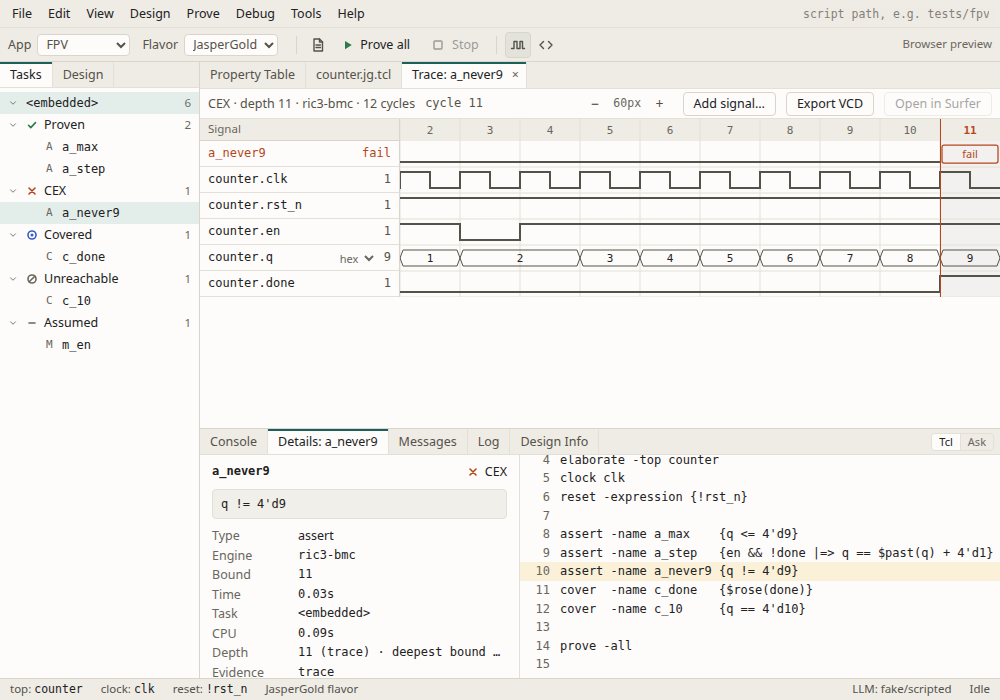 File Edit View Design Prove Debug Tools Help script path, e.g. tests/fpv
App FPV Flavor JasperGold Prove all Stop Browser preview
Tasks Design Property Table counter.jg.tcl Trace: a_never9 ×
<embedded> 6
Proven 2
A a_max
A a_step
CEX 1
A a_never9
Covered 1
C c_done
Unreachable 1
C c_10
Assumed 1
M m_en
CEX · depth 11 · ric3-bmc · 12 cycles cycle 11 − 60px + Add signal... Export VCD Open in Surfer
Signal 2 3 4 5 6 7 8 9 10 11
a_never9 fail fail
counter.clk 1
counter.rst_n 1
counter.en 1
counter.q hex 9 1 2 3 4 5 6 7 8 9
counter.done 1
Console Details: a_never9 Messages Log Design Info Tcl Ask
a_never9 CEX
q != 4'd9
Type assert
Engine ric3-bmc
Bound 11
Time 0.03s
Task <embedded>
CPU 0.09s
Depth 11 (trace) · deepest bound …
Evidence trace
4 elaborate -top counter
5 clock clk
6 reset -expression {!rst_n}
7
8 assert -name a_max {q <= 4'd9}
9 assert -name a_step {en && !done |=> q == $past(q) + 4'd1}
10 assert -name a_never9 {q != 4'd9}
11 cover -name c_done {$rose(done)}
12 cover -name c_10 {q == 4'd10}
13
14 prove -all
15
top: counter clock: clk reset: !rst_n JasperGold flavor LLM: fake/scripted Idle